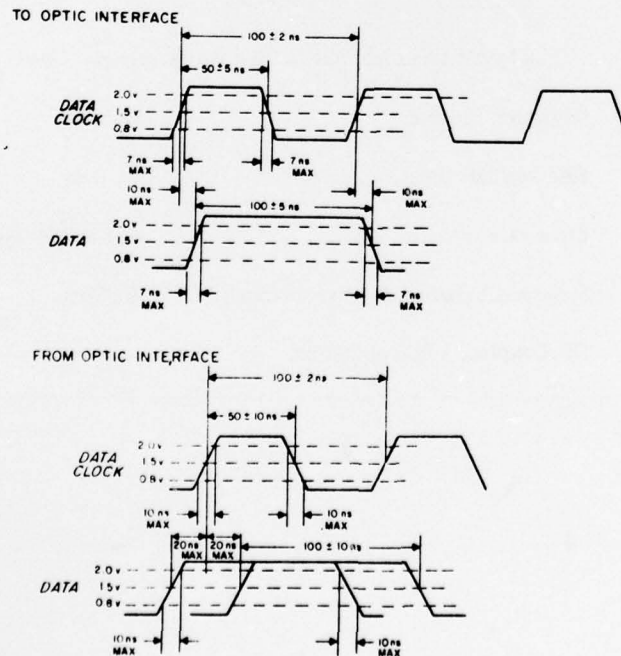 TO OPTIC INTERFACE
100 ± 2 ns
50 ± 5 ns
DATA CLOCK
2.0 v
1.5 v
0.8 v
7 ns MAX
7 ns MAX
10 ns MAX
10 ns MAX
100 ± 5 ns
DATA
2.0 v
1.5 v
0.8 v
7 ns MAX
7 ns MAX
FROM OPTIC INTERFACE
100 ± 2 ns
50 ± 10 ns
DATA CLOCK
2.0 v
1.5 v
0.8 v
10 ns MAX
10 ns MAX
20 ns MAX
20 ns MAX
100 ± 10 ns
DATA
2.0 v
1.5 v
0.8 v
10 ns MAX
10 ns MAX